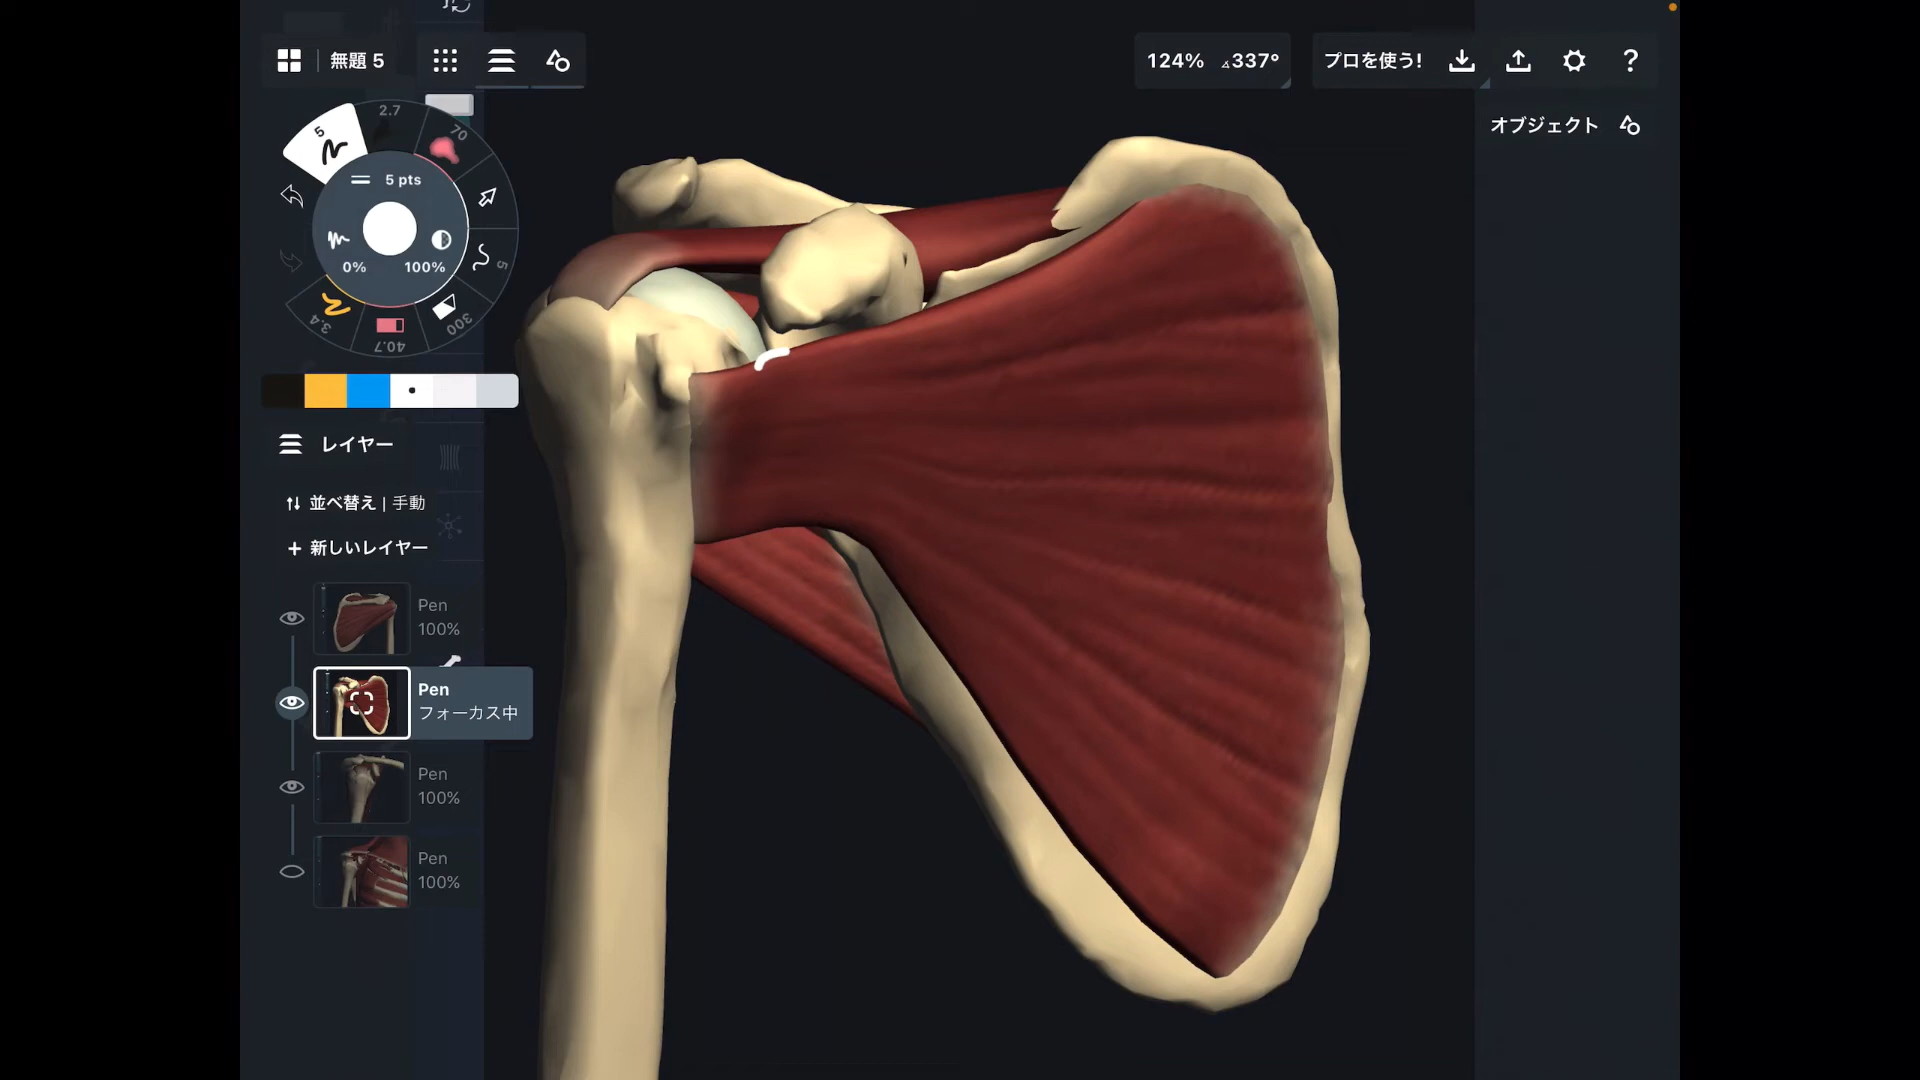 無題 5
124% ⦟337°
プロを使う!
?
オブジェクト
2.7
5
70
5 pts
0%
100%
5
3.4
40.7
300
レイヤー
並べ替え | 手動
+ 新しいレイヤー
Pen
100%
Pen
フォーカス中
Pen
100%
Pen
100%